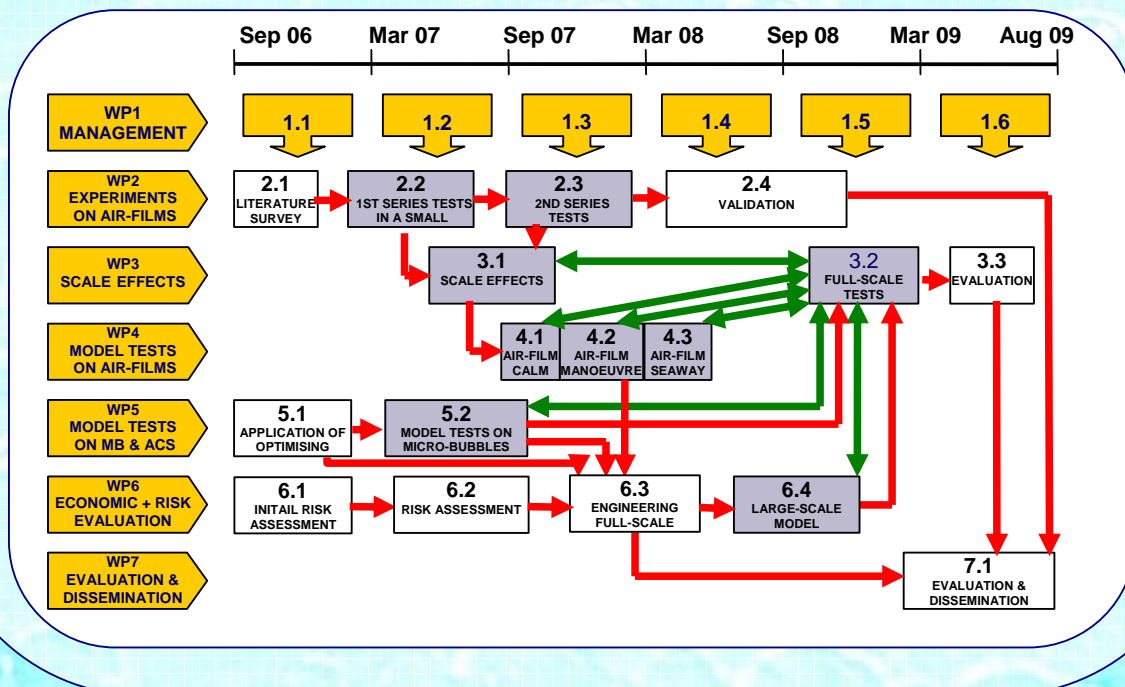 Sep 06 Mar 07 Sep 07 Mar 08 Sep 08 Mar 09 Aug 09
WP1
MANAGEMENT
1.1 1.2 1.3 1.4 1.5 1.6
WP2
EXPERIMENTS
ON AIR-FILMS
2.1
LITERATURE
SURVEY
2.2
1ST SERIES TESTS
IN A SMALL
2.3
2ND SERIES
TESTS
2.4
VALIDATION
WP3
SCALE EFFECTS
3.1
SCALE EFFECTS
3.2
FULL-SCALE
TESTS
3.3
EVALUATION
WP4
MODEL TESTS
ON AIR-FILMS
4.1
AIR-FILM
CALM
4.2
AIR-FILM
MANOEUVRE
4.3
AIR-FILM
SEAWAY
WP5
MODEL TESTS
ON MB & ACS
5.1
APPLICATION OF
OPTIMISING
5.2
MODEL TESTS ON
MICRO-BUBBLES
WP6
ECONOMIC + RISK
EVALUATION
6.1
INITAIL RISK
ASSESSMENT
6.2
RISK ASSESSMENT
6.3
ENGINEERING
FULL-SCALE
6.4
LARGE-SCALE
MODEL
WP7
EVALUATION &
DISSEMINATION
7.1
EVALUATION &
DISSEMINATION